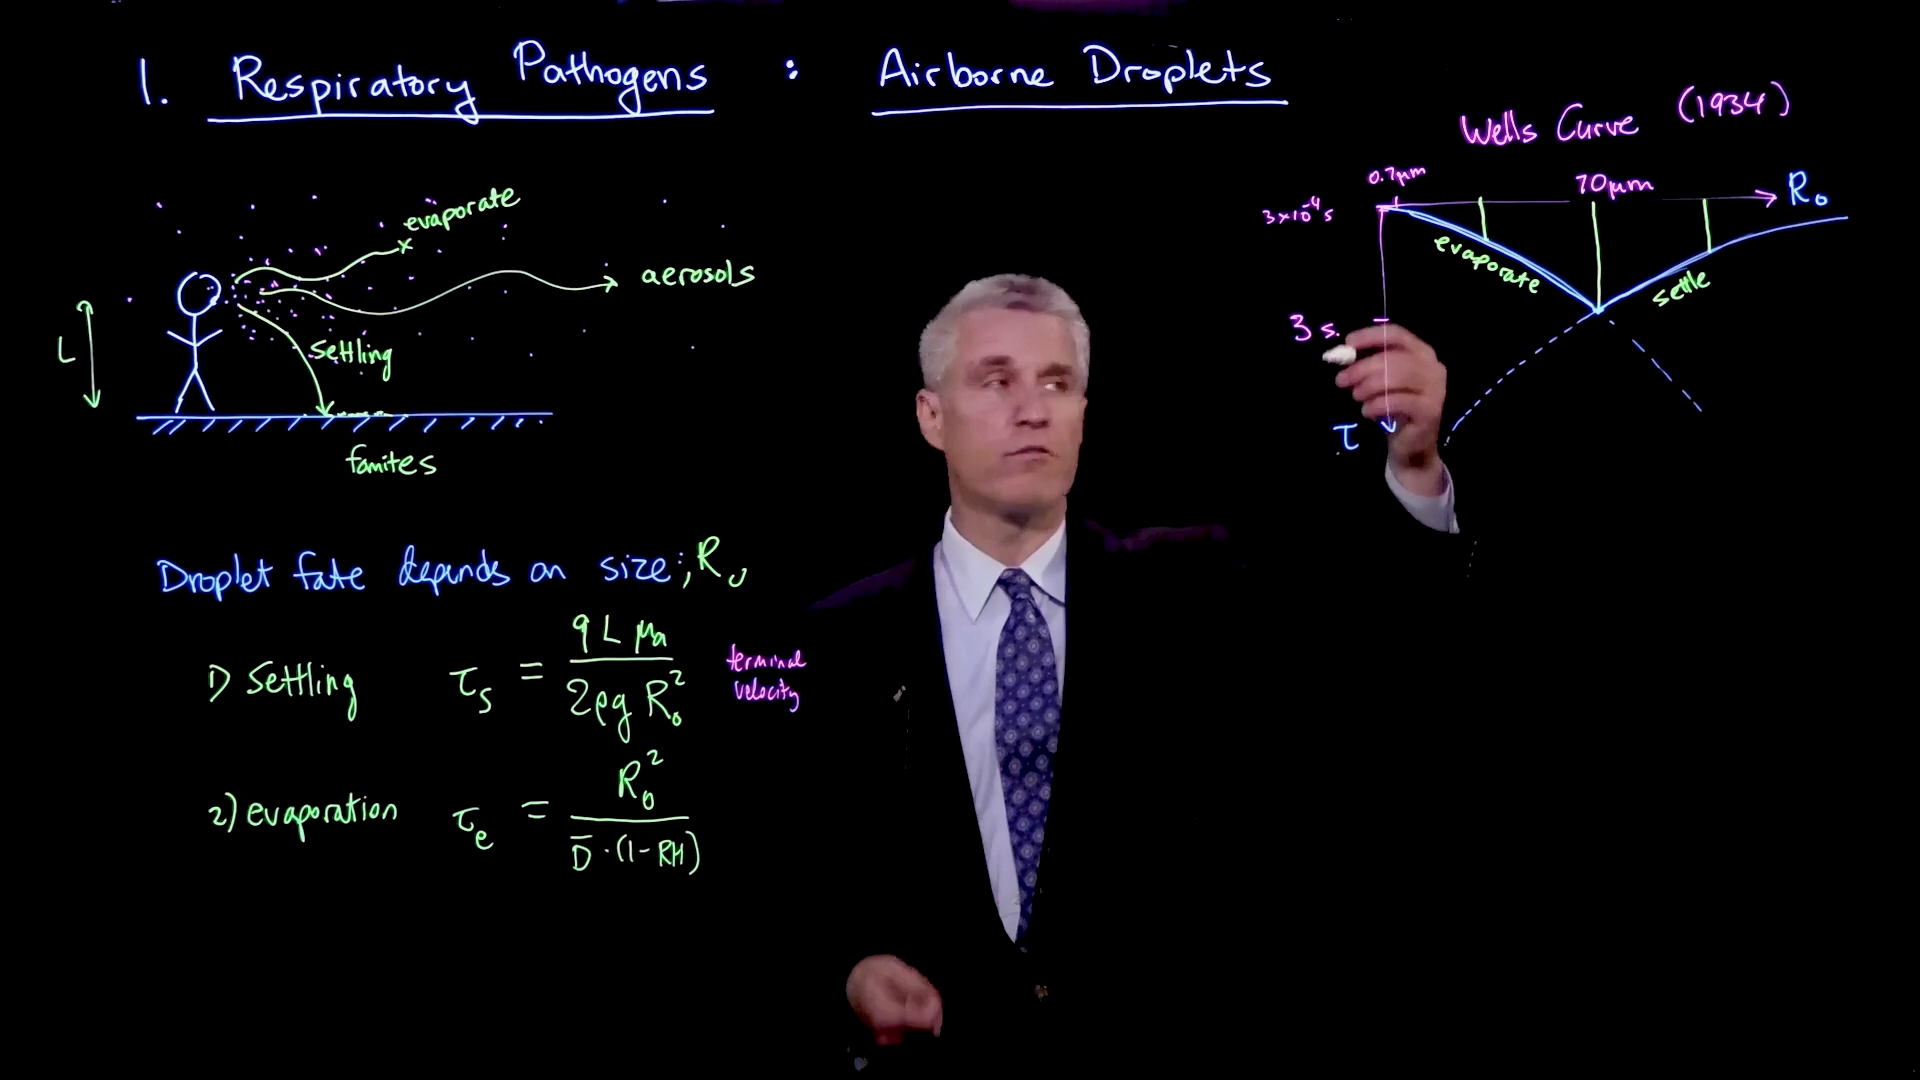 1. Respiratory Pathogens : Airborne Droplets
Wells Curve (1934)
0.7μm
70μm
R₀
3×10⁻⁴ s
evaporate
settle
3 s.
τ
evaporate
aerosols
settling
L
fomites
Droplet fate depends on size:, R₀
1) Settling τₛ = 9 L μₐ / 2ρg R₀²
terminal
velocity
2) evaporation τₑ = R₀² / D̅ · (1 - RH)